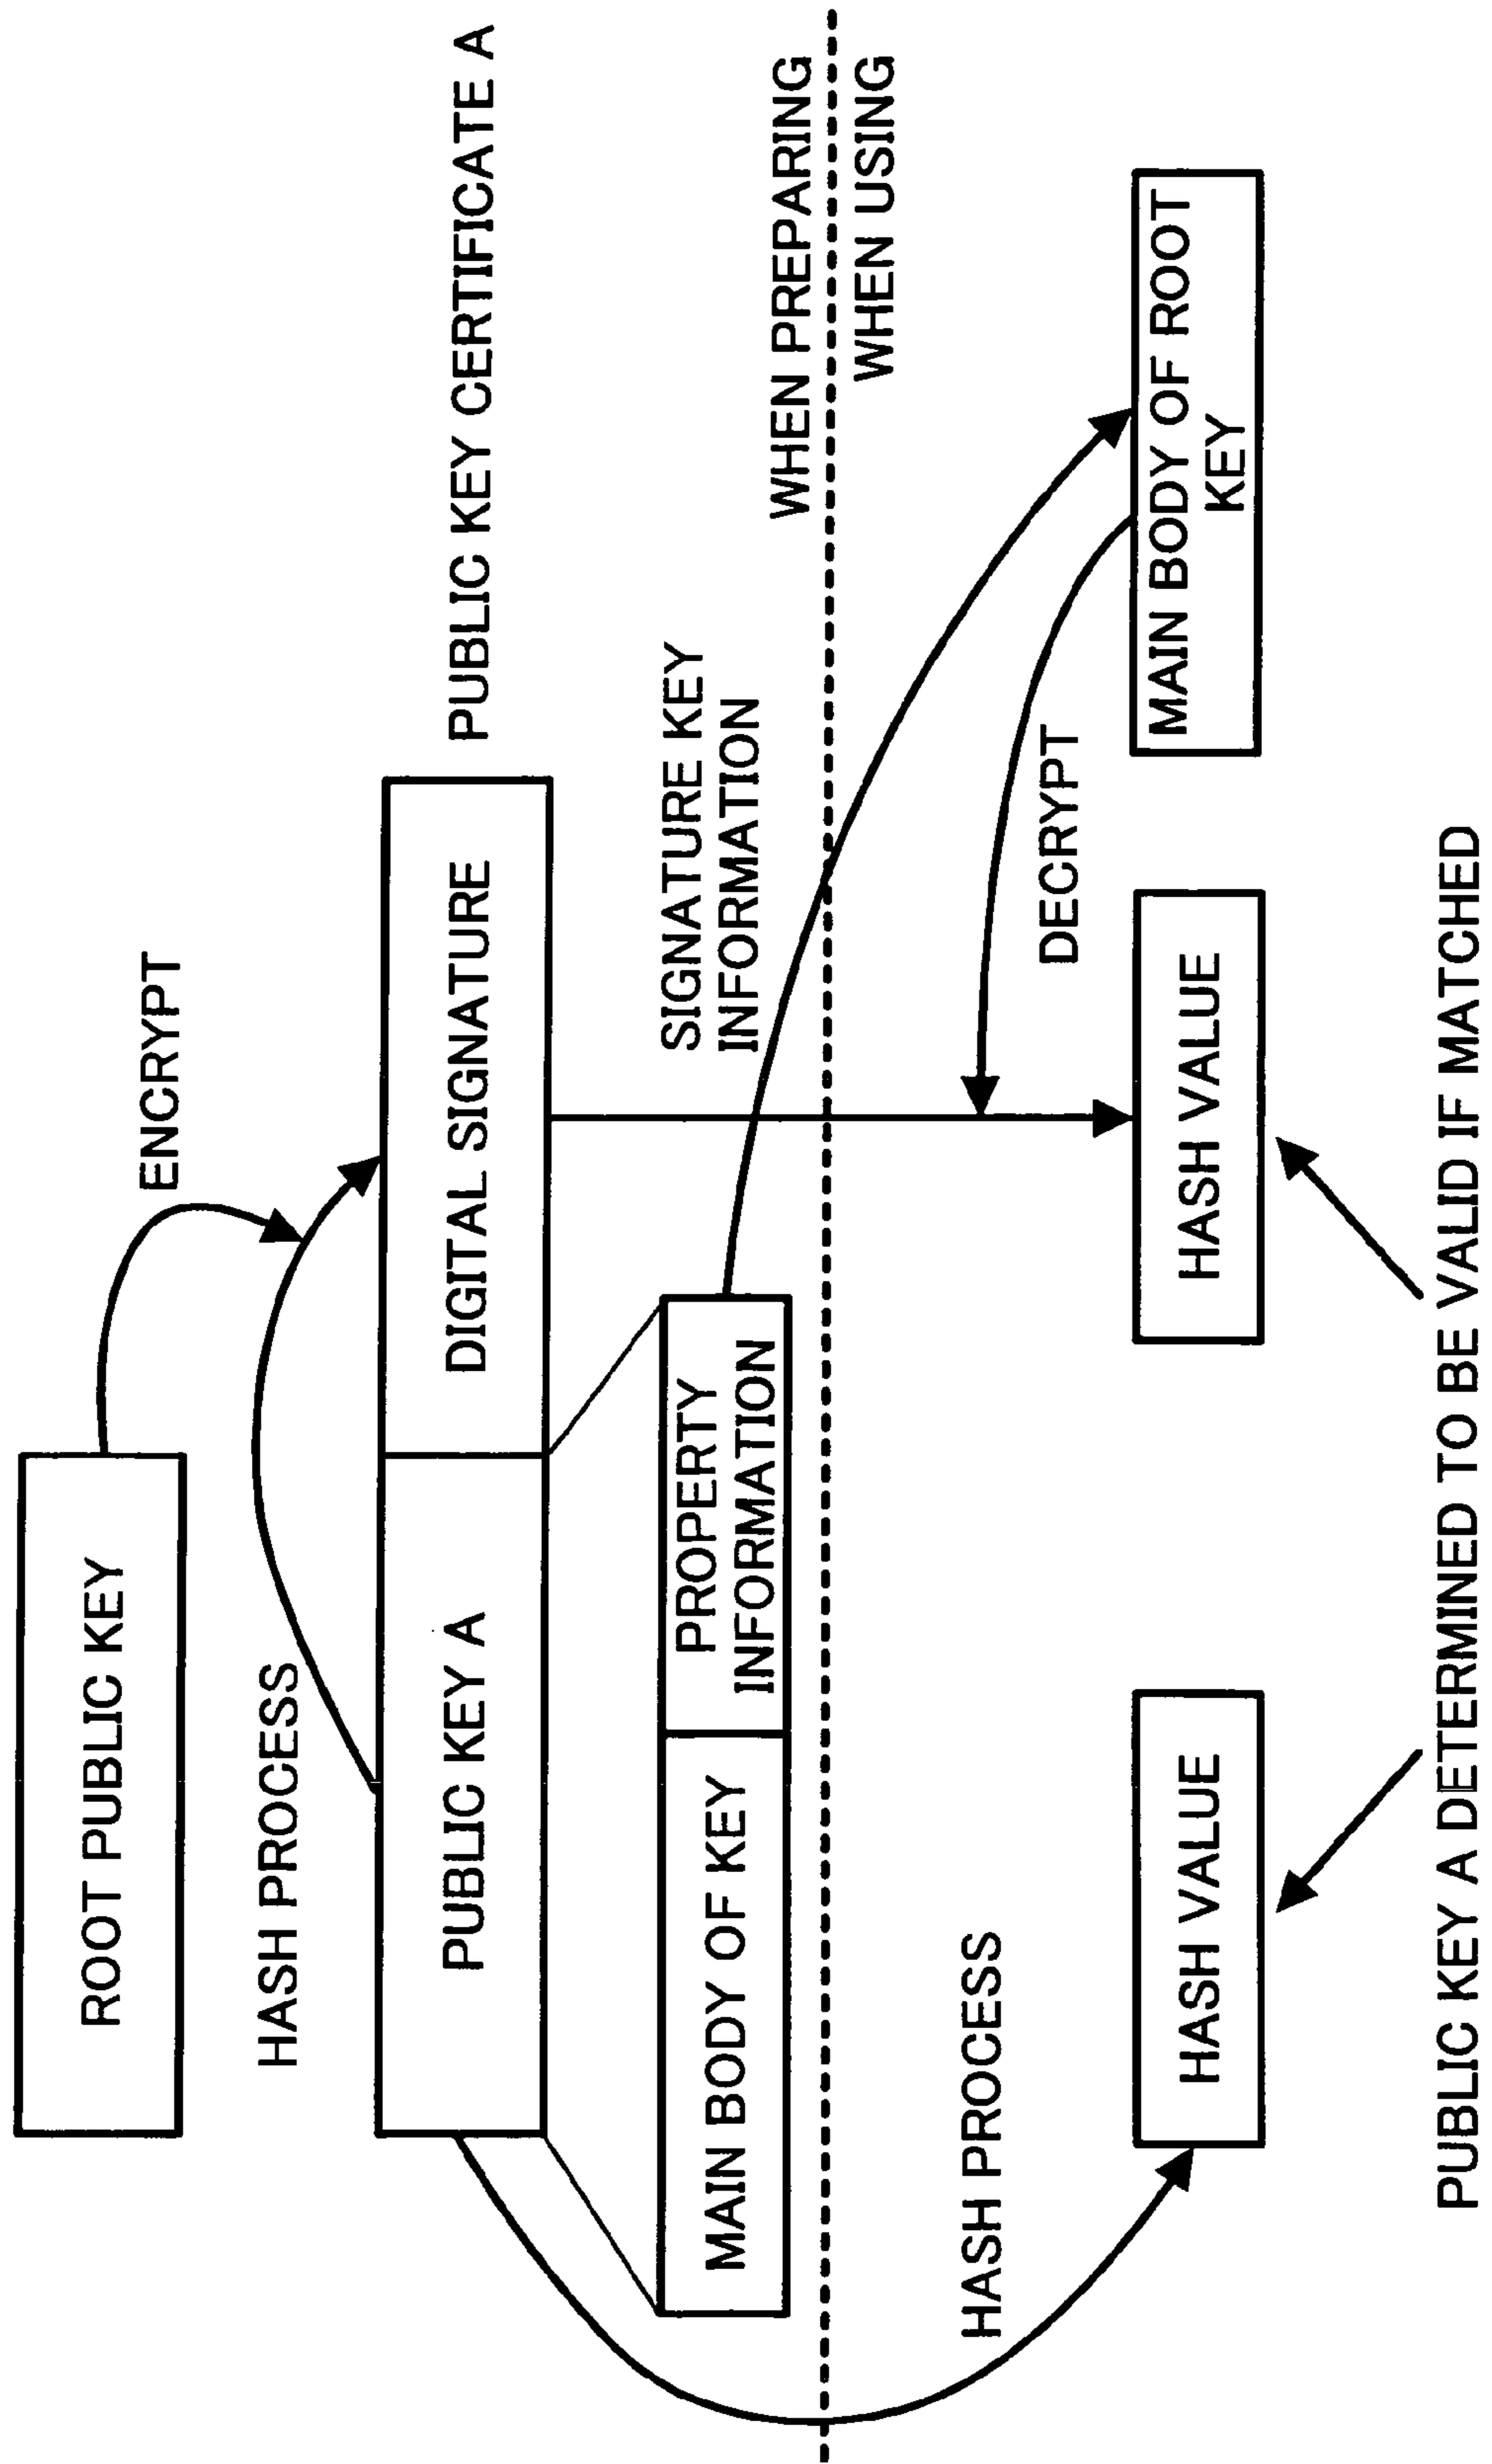 ROOT PUBLIC KEY
ENCRYPT
HASH PROCESS
PUBLIC KEY A
DIGITAL SIGNATURE
PUBLIC KEY CERTIFICATE A
MAIN BODY OF KEY
PROPERTY
INFORMATION
SIGNATURE KEY
INFORMATION
WHEN PREPARING
WHEN USING
HASH PROCESS
DECRYPT
HASH VALUE
HASH VALUE
MAIN BODY OF ROOT
KEY
PUBLIC KEY A DETERMINED TO BE VALID IF MATCHED